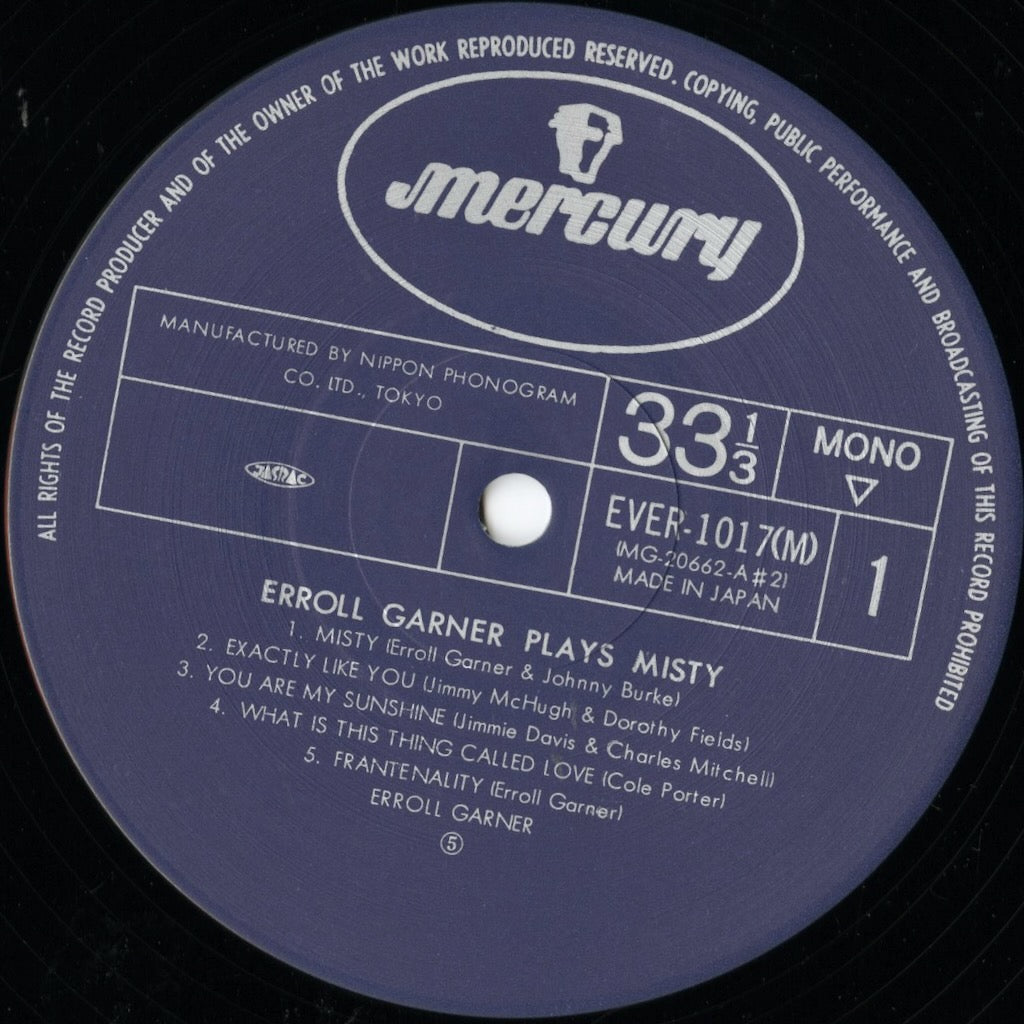 ALL RIGHTS OF THE RECORD PRODUCER AND OF THE OWNER OF THE WORK REPRODUCED RESERVED. COPYING, PUBLIC PERFORMANCE AND BROADCASTING OF THIS RECORD PROHIBITED
mercury
MANUFACTURED BY NIPPON PHONOGRAM
CO. LTD., TOKYO
33 1/3
MONO
▽
JASRAC
EVER-1017(M)
(MG-20662-A #2)
MADE IN JAPAN
1
ERROLL GARNER PLAYS MISTY
1. MISTY (Erroll Garner & Johnny Burke)
2. EXACTLY LIKE YOU (Jimmy McHugh & Dorothy Fields)
3. YOU ARE MY SUNSHINE (Jimmie Davis & Charles Mitchell)
4. WHAT IS THIS THING CALLED LOVE (Cole Porter)
5. FRANTENALITY (Erroll Garner)
ERROLL GARNER
⑤